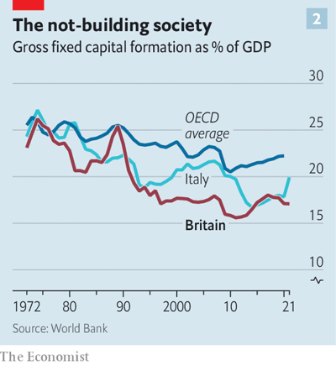 The not-building society
2
Gross fixed capital formation as % of GDP
30
OECD
average
25
20
Italy
Britain
15
10
1972 80 90 2000 10 21
Source: World Bank
The Economist